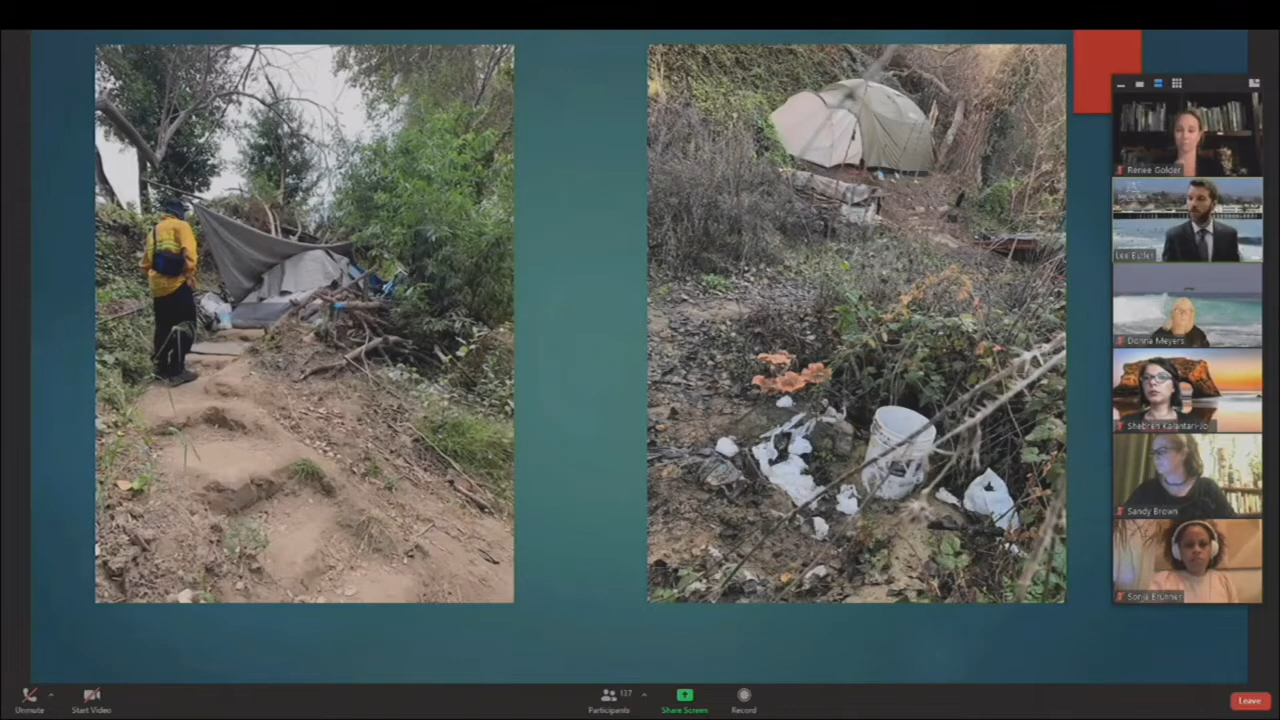 Renee Golder
Lee Butler
Donna Meyers
Shebreh Kalantari-Jo
Sandy Brown
Sonja Brunner
Unmute
Start Video
137
Participants
Share Screen
Record
Leave